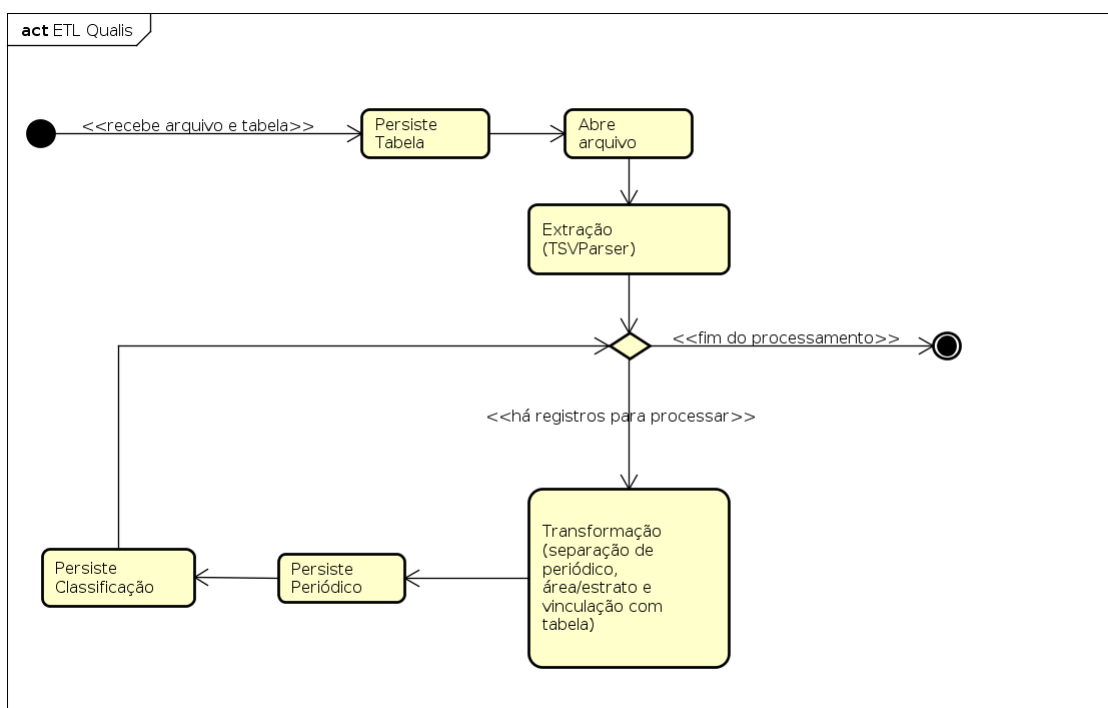 act ETL Qualis
<<recebe arquivo e tabela>>
Persiste
Tabela
Abre
arquivo
Extração
(TSVParser)
<<fim do processamento>>
<<há registros para processar>>
Transformação
(separação de
periódico,
área/estrato e
vinculação com
tabela)
Persiste
Periódico
Persiste
Classificação